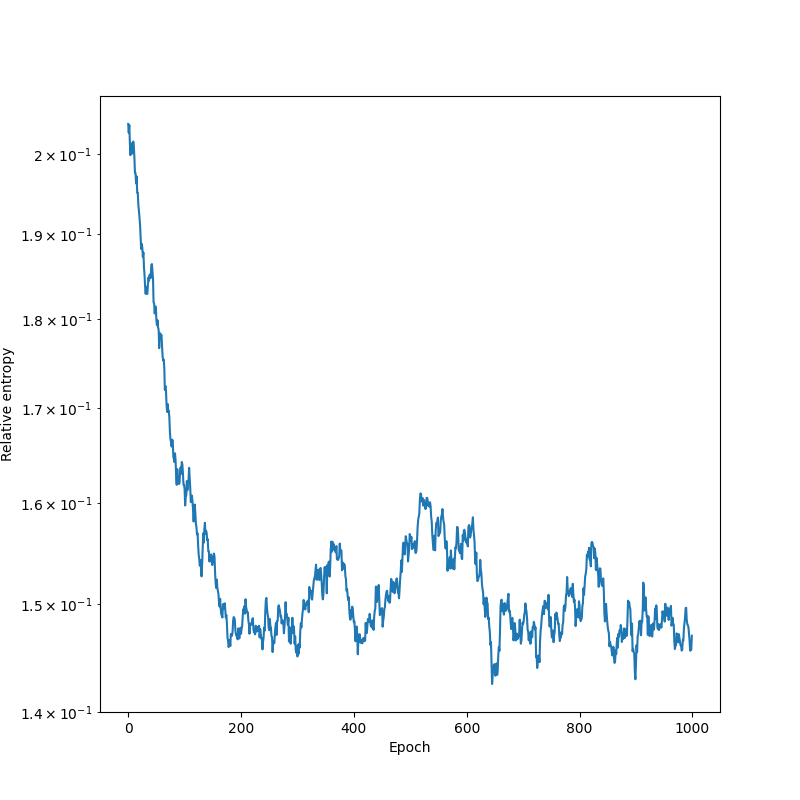 Relative entropy
2 × 10⁻¹
1.9 × 10⁻¹
1.8 × 10⁻¹
1.7 × 10⁻¹
1.6 × 10⁻¹
1.5 × 10⁻¹
1.4 × 10⁻¹
0 200 400 600 800 1000
Epoch